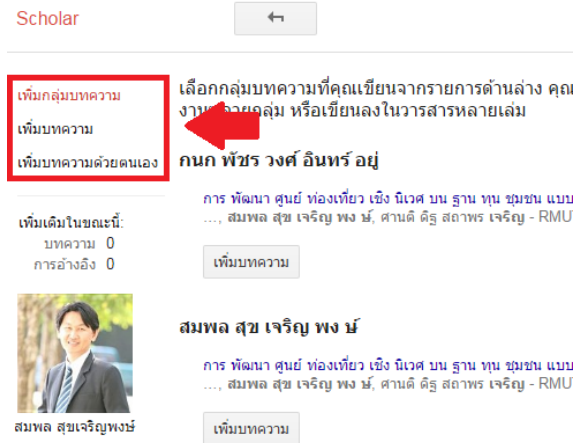 Scholar
เพิ่มกลุ่มบทความ
เพิ่มบทความ
เพิ่มบทความด้วยตนเอง
เพิ่มเติมในขณะนี้:
บทความ 0
การอ้างอิง 0
สมพล สุขเจริญพงษ์
เลือกกลุ่มบทความที่คุณเขียนจากรายการด้านล่าง คุณ
กลุ่ม หรือเขียนลงในวารสารหลายเล่ม
กนก พัชร วงศ์ อินทร์ อยู่
การ พัฒนา ศูนย์ ท่องเที่ยว เชิง นิเวศ บน ฐาน ทุน ชุมชน แบบ
..., สมพล สุข เจริญ พง ษ์, ศานติ ดิฐ สถาพร เจริญ - RMU
เพิ่มบทความ
สมพล สุข เจริญ พง ษ์
การ พัฒนา ศูนย์ ท่องเที่ยว เชิง นิเวศ บน ฐาน ทุน ชุมชน แบบ
..., สมพล สุข เจริญ พง ษ์, ศานติ ดิฐ สถาพร เจริญ - RMU
เพิ่มบทความ